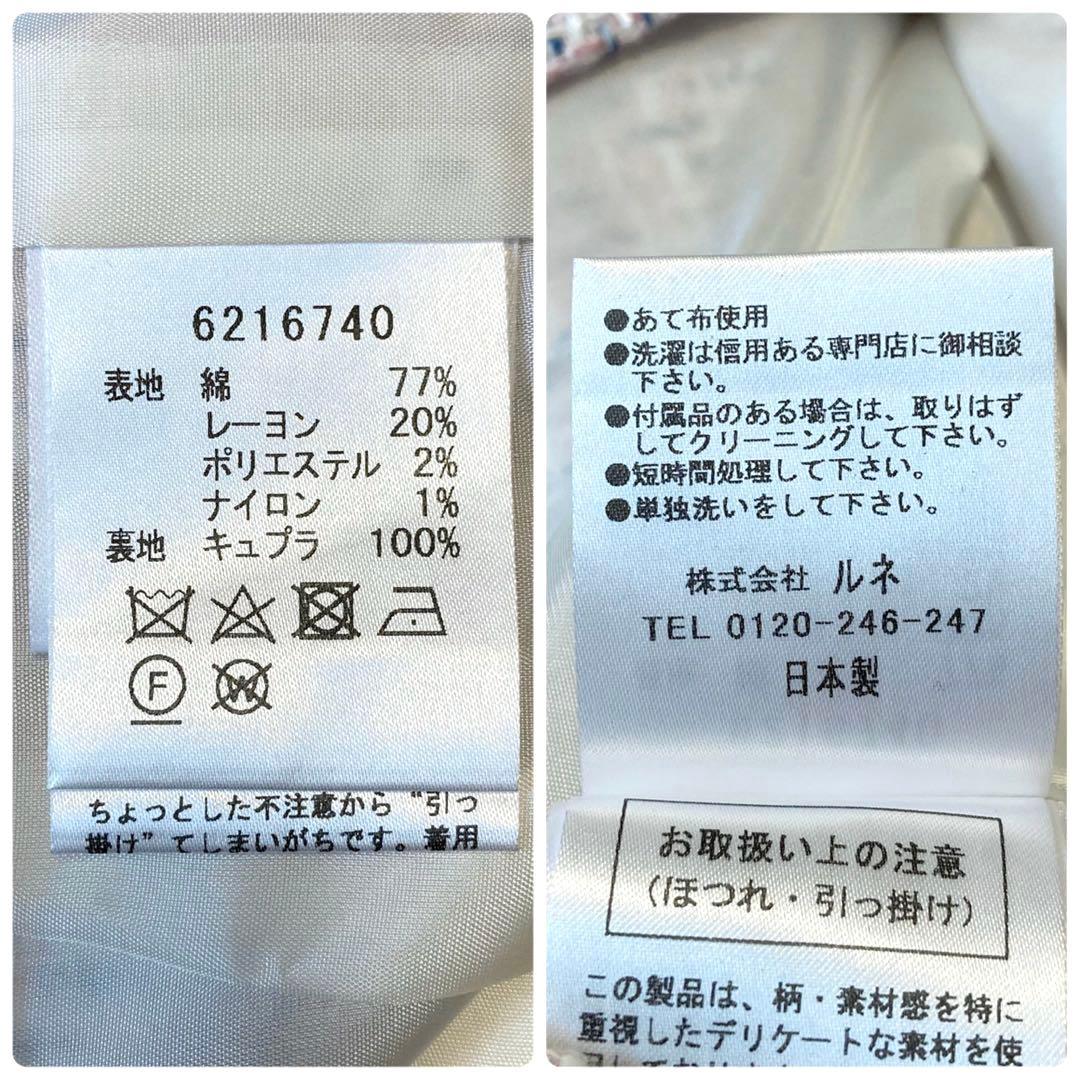 6216740
表地 綿 77%
レーヨン 20%
ポリエステル 2%
ナイロン 1%
裏地 キュプラ 100%
F
W
ちょっとした不注意から“引っ
掛け”てしまいがちです。着用
●あて布使用
●洗濯は信用ある専門店に御相談
下さい。
●付属品のある場合は、取りはず
してクリーニングして下さい。
●短時間処理して下さい。
●単独洗いをして下さい。
株式会社 ルネ
TEL 0120-246-247
日本製
お取扱い上の注意
（ほつれ・引っ掛け）
この製品は、柄・素材感を特に
重視したデリケートな素材を使